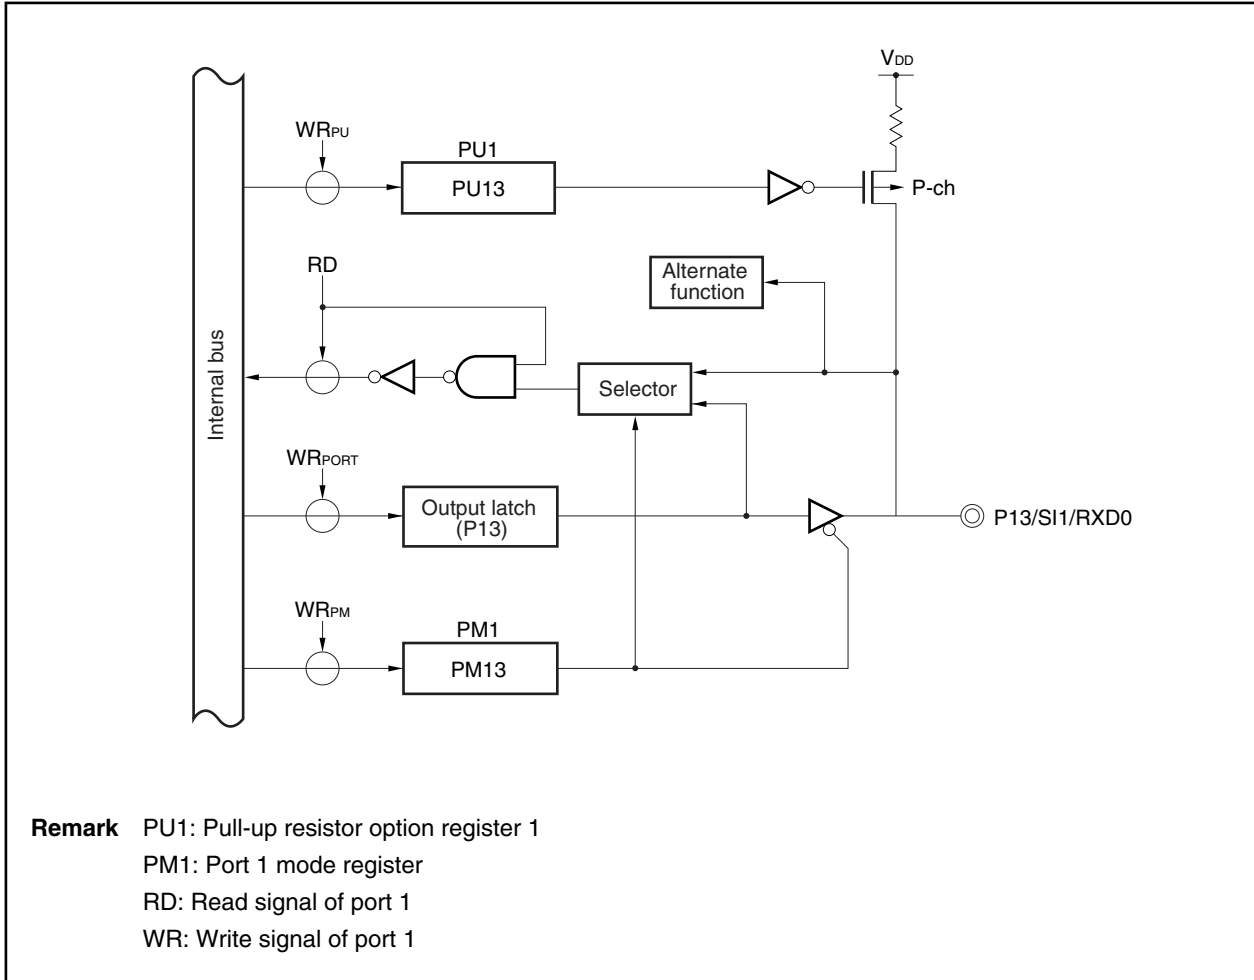 VDD
WRPU
PU1
PU13
P-ch
RD
Alternate
function
Internal bus
Selector
WRPORT
Output latch
(P13)
P13/SI1/RXD0
WRPM
PM1
PM13
Remark PU1: Pull-up resistor option register 1
PM1: Port 1 mode register
RD: Read signal of port 1
WR: Write signal of port 1